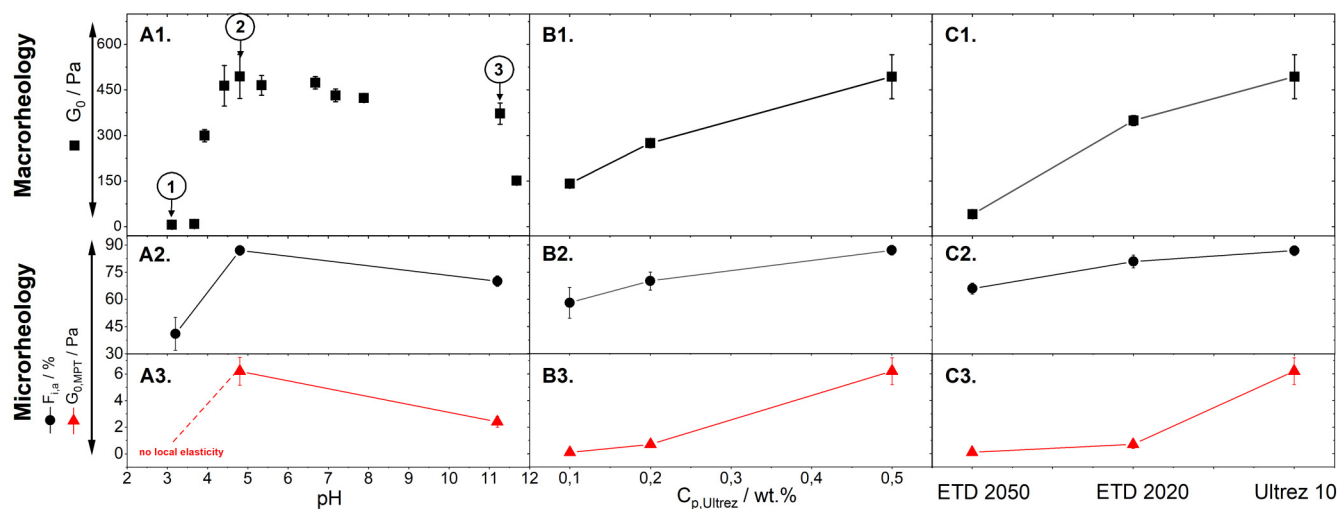 Macrorheology
G0 / Pa
600
450
300
150
0
A1.
1
2
3
B1.
C1.
Microrheology
Fi,a / %
G0,MPT / Pa
90
75
60
45
30
A2.
B2.
C2.
6
4
2
0
A3.
no local elasticity
B3.
C3.
2 3 4 5 6 7 8 9 10 11 12
pH
0,1 0,2 0,3 0,4 0,5
Cp,Ultrez / wt.%
ETD 2050 ETD 2020 Ultrez 10